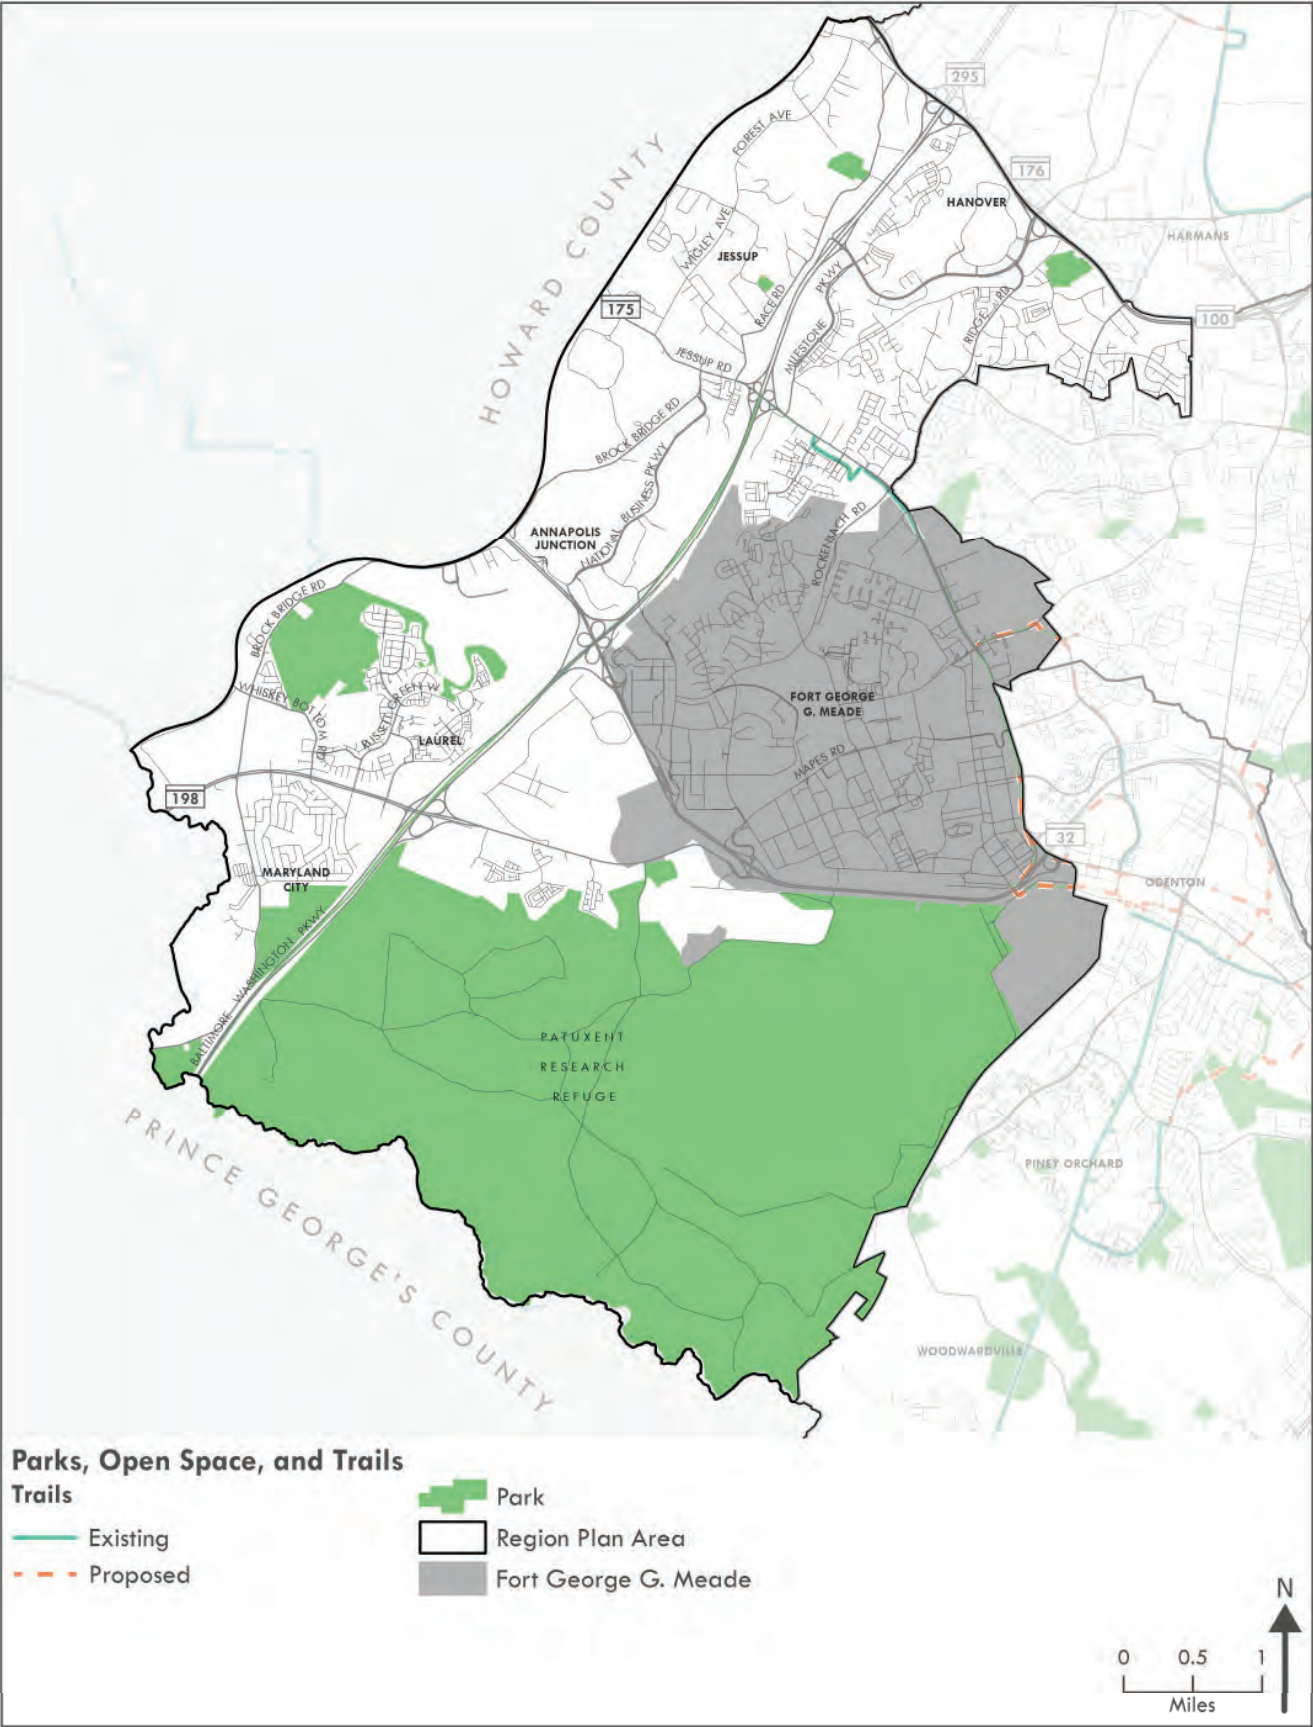 295
FOREST AVE
HOWARD COUNTY
176
HANOVER
WIGLEY AVE
HARMANS
JESSUP
PKWY
RACE RD
RIDGE RD
175
100
MILESTONE
JESSUP RD
BROCK BRIDGE RD
NATIONAL BUSINESS PKWY
ROCKENBACH RD
ANNAPOLIS
JUNCTION
BROCK BRIDGE RD
WHISKEY BOTTOM RD
RUSSETT GREEN W
FORT GEORGE
G. MEADE
LAUREL
MAPES RD
198
32
MARYLAND
CITY
ODENTON
BALTIMORE WASHINGTON PKWY
PATUXENT
RESEARCH
REFUGE
PRINCE GEORGE'S COUNTY
PINEY ORCHARD
WOODWARDVILLE
Parks, Open Space, and Trails
Trails
Existing
Proposed
Park
Region Plan Area
Fort George G. Meade
N
0 0.5 1
Miles